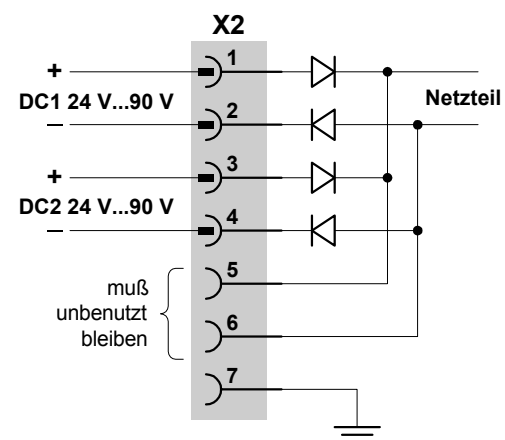 X2
1
+
DC1 24 V...90 V
Netzteil
2
–
3
+
DC2 24 V...90 V
4
–
5
muß
unbenutzt
bleiben
6
7